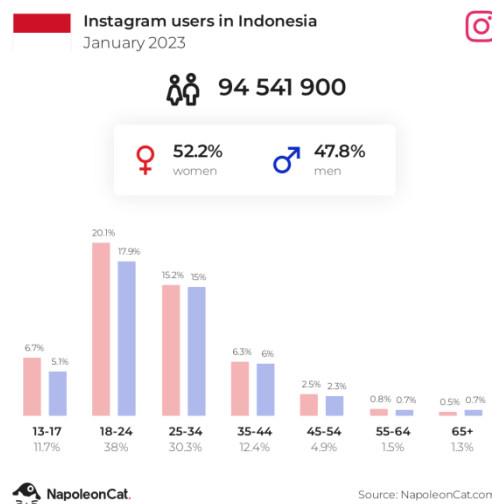 Instagram users in Indonesia
January 2023
94 541 900
52.2% 47.8%
women men
20.1%
17.9%
15.2% 15%
6.7%
5.1%
6.3% 6%
2.5% 2.3%
0.8% 0.7%
0.5% 0.7%
13-17 18-24 25-34 35-44 45-54 55-64 65+
11.7% 38% 30.3% 12.4% 4.9% 1.5% 1.3%
NapoleonCat. Source: NapoleonCat.com